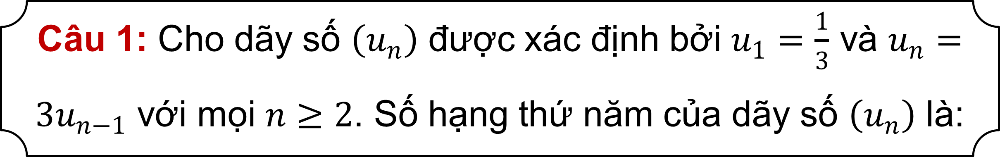 Câu 1: Cho dãy số (uₙ) được xác định bởi u₁ = 1/3 và uₙ =
3uₙ₋₁ với mọi n ≥ 2. Số hạng thứ năm của dãy số (uₙ) là: